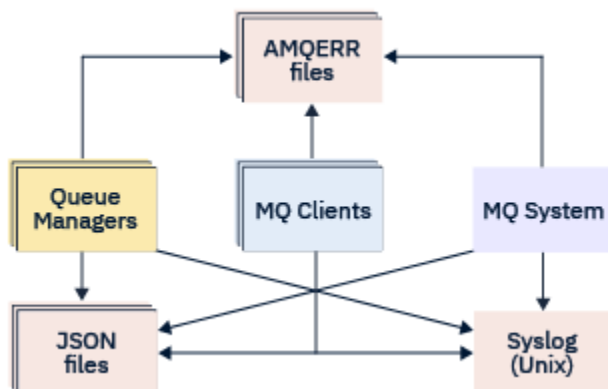 AMQERR
files
Queue
Managers
MQ Clients
MQ System
JSON
files
Syslog
(Unix)